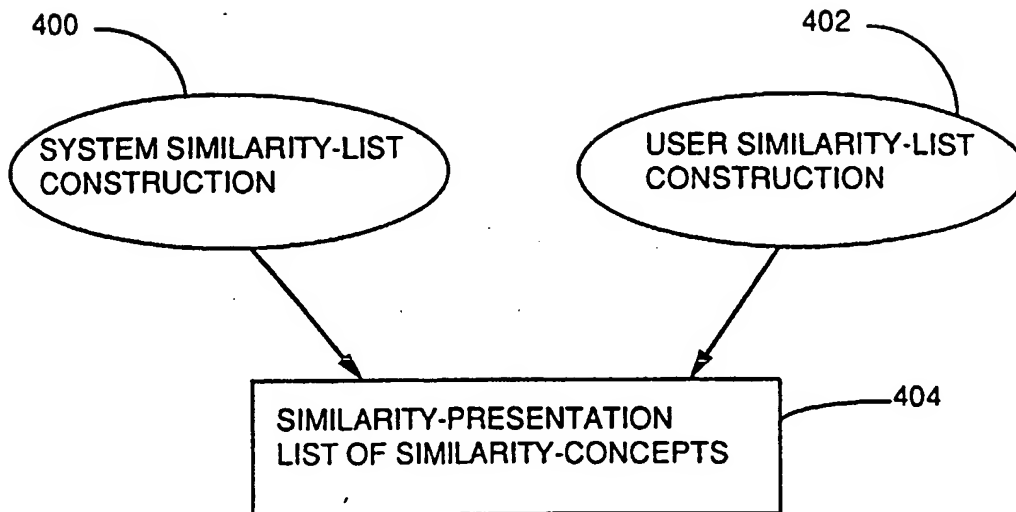 400
402
SYSTEM SIMILARITY-LIST
CONSTRUCTION
USER SIMILARITY-LIST
CONSTRUCTION
404
SIMILARITY-PRESENTATION
LIST OF SIMILARITY-CONCEPTS